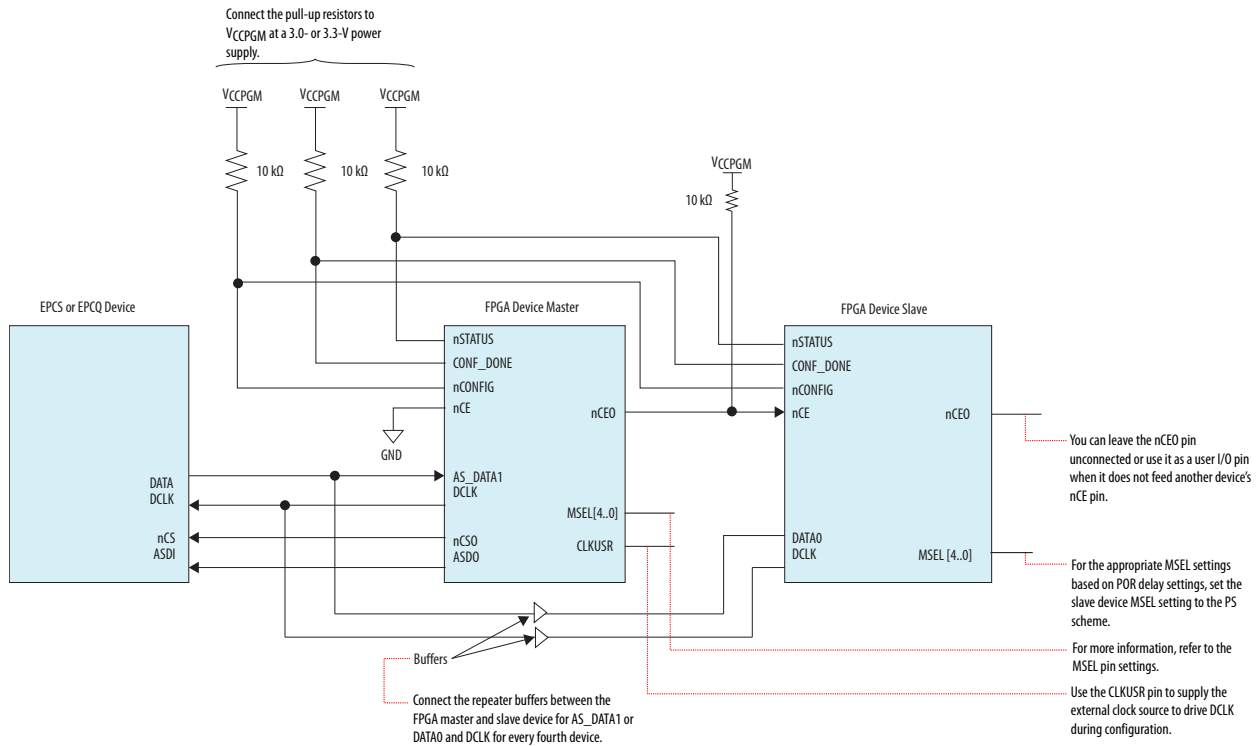 Connect the pull-up resistors to
VCCPGM at a 3.0- or 3.3-V power
supply.
VCCPGM
VCCPGM
VCCPGM
10 kΩ
10 kΩ
10 kΩ
VCCPGM
10 kΩ
EPCS or EPCQ Device
DATA
DCLK
nCS
ASDI
FPGA Device Master
nSTATUS
CONF_DONE
nCONFIG
nCE
nCEO
AS_DATA1
DCLK
MSEL[4..0]
nCSO
ASDO
CLKUSR
GND
FPGA Device Slave
nSTATUS
CONF_DONE
nCONFIG
nCE
nCEO
DATA0
DCLK
MSEL [4..0]
You can leave the nCEO pin
unconnected or use it as a user I/O pin
when it does not feed another device's
nCE pin.
For the appropriate MSEL settings
based on POR delay settings, set the
slave device MSEL setting to the PS
scheme.
For more information, refer to the
MSEL pin settings.
Use the CLKUSR pin to supply the
external clock source to drive DCLK
during configuration.
Buffers
Connect the repeater buffers between the
FPGA master and slave device for AS_DATA1 or
DATA0 and DCLK for every fourth device.